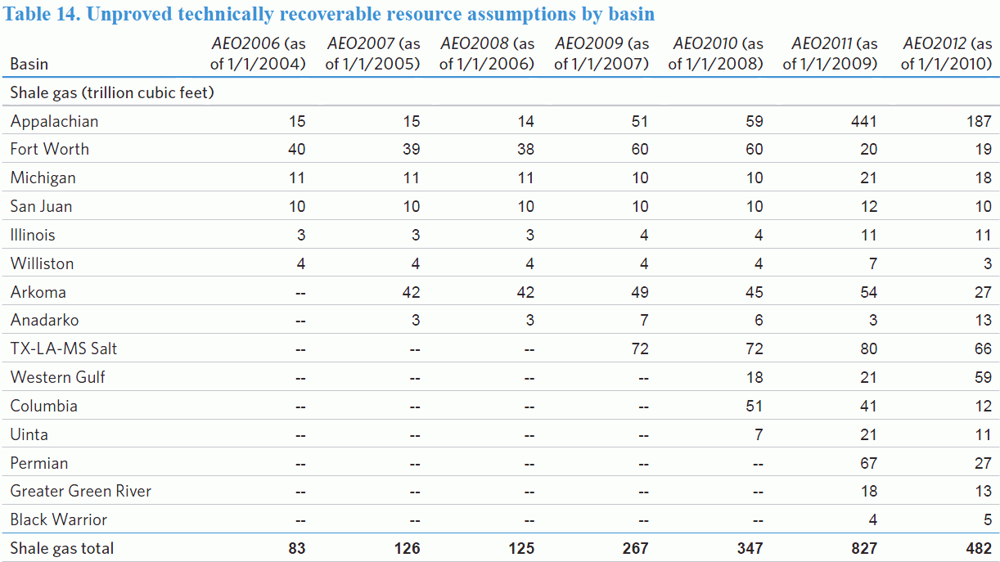 Table 14. Unproved technically recoverable resource assumptions by basin
Basin AEO2006 (as of 1/1/2004) AEO2007 (as of 1/1/2005) AEO2008 (as of 1/1/2006) AEO2009 (as of 1/1/2007) AEO2010 (as of 1/1/2008) AEO2011 (as of 1/1/2009) AEO2012 (as of 1/1/2010)
Shale gas (trillion cubic feet)
Appalachian 15 15 14 51 59 441 187
Fort Worth 40 39 38 60 60 20 19
Michigan 11 11 11 10 10 21 18
San Juan 10 10 10 10 10 12 10
Illinois 3 3 3 4 4 11 11
Williston 4 4 4 4 4 7 3
Arkoma -- 42 42 49 45 54 27
Anadarko -- 3 3 7 6 3 13
TX-LA-MS Salt -- -- -- 72 72 80 66
Western Gulf -- -- -- -- 18 21 59
Columbia -- -- -- -- 51 41 12
Uinta -- -- -- -- 7 21 11
Permian -- -- -- -- -- 67 27
Greater Green River -- -- -- -- -- 18 13
Black Warrior -- -- -- -- -- 4 5
Shale gas total 83 126 125 267 347 827 482